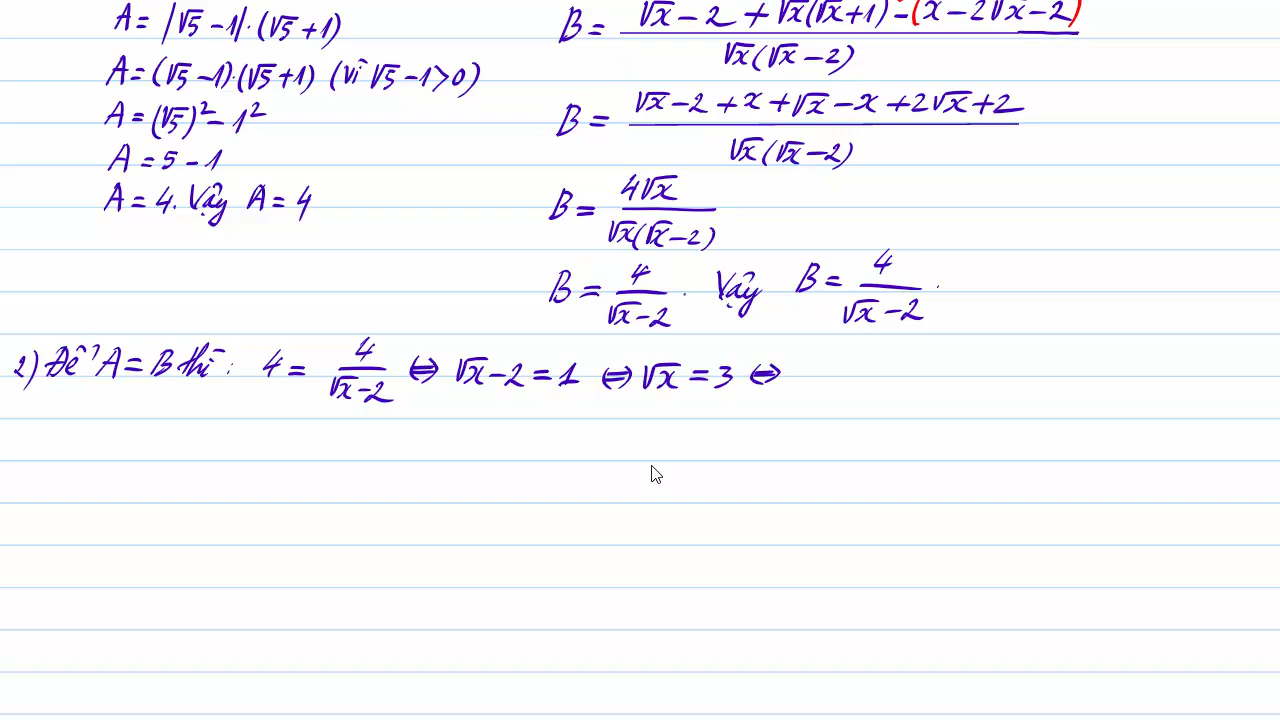 A = |√5 − 1|·(√5 + 1)
A = (√5 − 1)·(√5 + 1) (vì √5 − 1 > 0)
A = (√5)² − 1²
A = 5 − 1
A = 4. Vậy A = 4
B = (√x − 2 + √x(√x + 1) − (x − 2√x − 2)) / (√x(√x − 2))
B = (√x − 2 + x + √x − x + 2√x + 2) / (√x(√x − 2))
B = 4√x / (√x(√x − 2))
B = 4 / (√x − 2). Vậy B = 4 / (√x − 2).
2) Để A = B thì: 4 = 4 / (√x − 2) ⇔ √x − 2 = 1 ⇔ √x = 3 ⇔